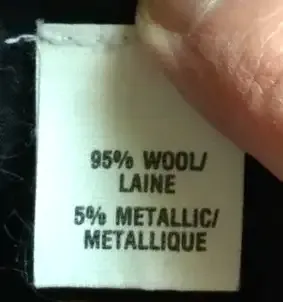 95% WOOL/
LAINE
5% METALLIC/
METALLIQUE